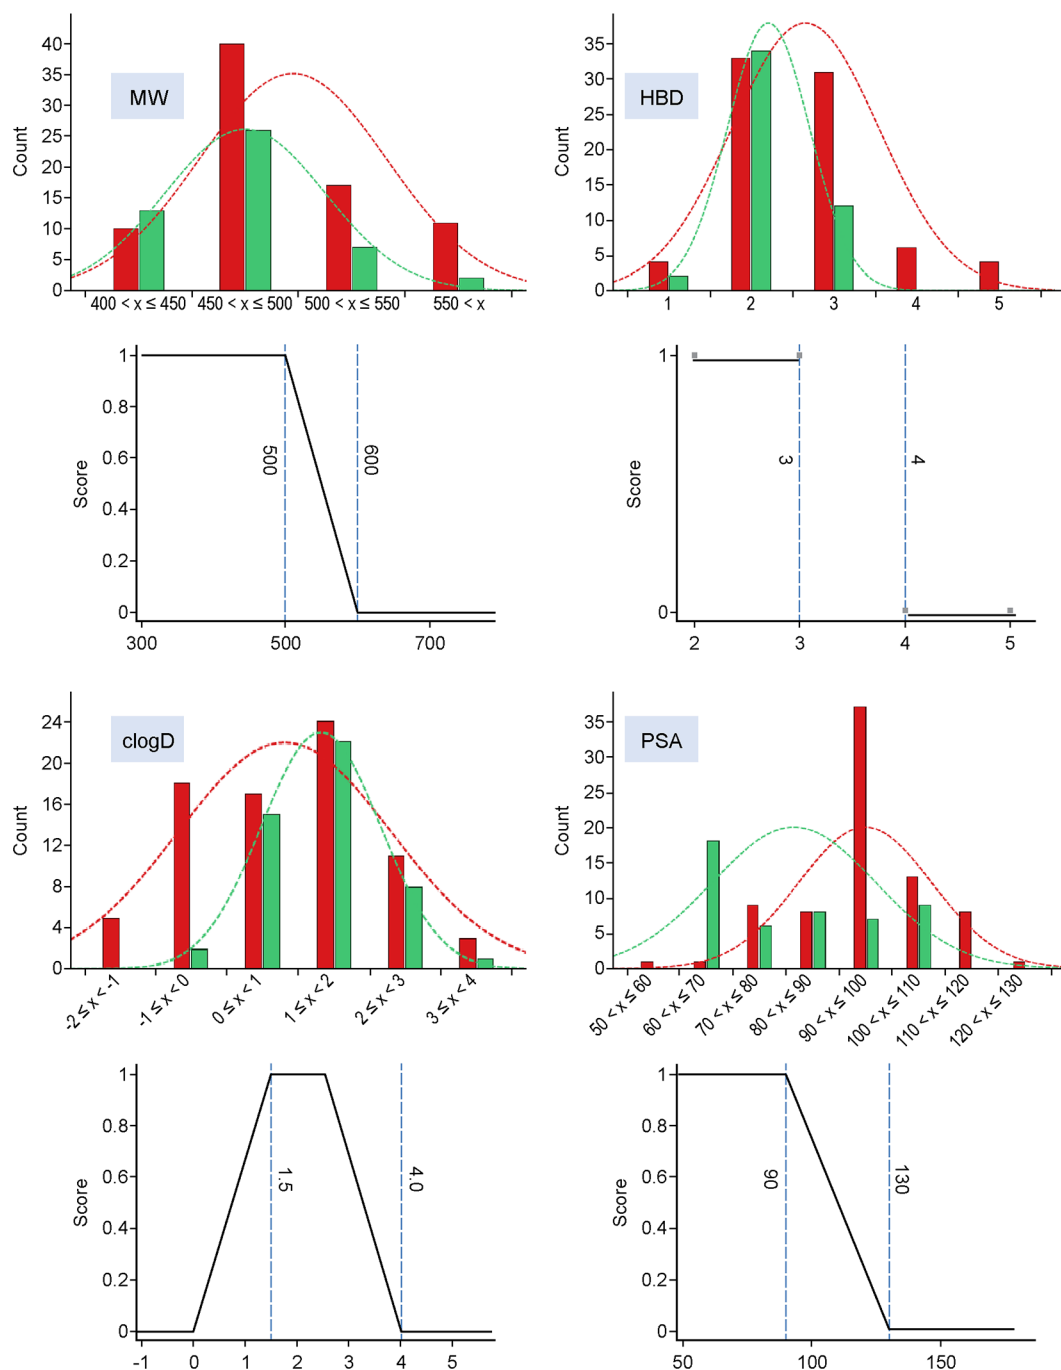 MW
Count
40
35
30
25
20
15
10
5
0
400 < x ≤ 450 450 < x ≤ 500 500 < x ≤ 550 550 < x
HBD
Count
35
30
25
20
15
10
5
0
1 2 3 4 5
Score
1
0.8
0.6
0.4
0.2
0
500
600
300 500 700
Score
1
0
3
4
2 3 4 5
clogD
Count
24
20
16
12
8
4
0
-2 ≤ x < -1
-1 ≤ x < 0
0 ≤ x < 1
1 ≤ x < 2
2 ≤ x < 3
3 ≤ x < 4
PSA
Count
35
30
25
20
15
10
5
0
50 < x ≤ 60
60 < x ≤ 70
70 < x ≤ 80
80 < x ≤ 90
90 < x ≤ 100
100 < x ≤ 110
110 < x ≤ 120
120 < x ≤ 130
Score
1
0.8
0.6
0.4
0.2
0
1.5
4.0
-1 0 1 2 3 4 5
Score
1
0.8
0.6
0.4
0.2
0
90
130
50 100 150